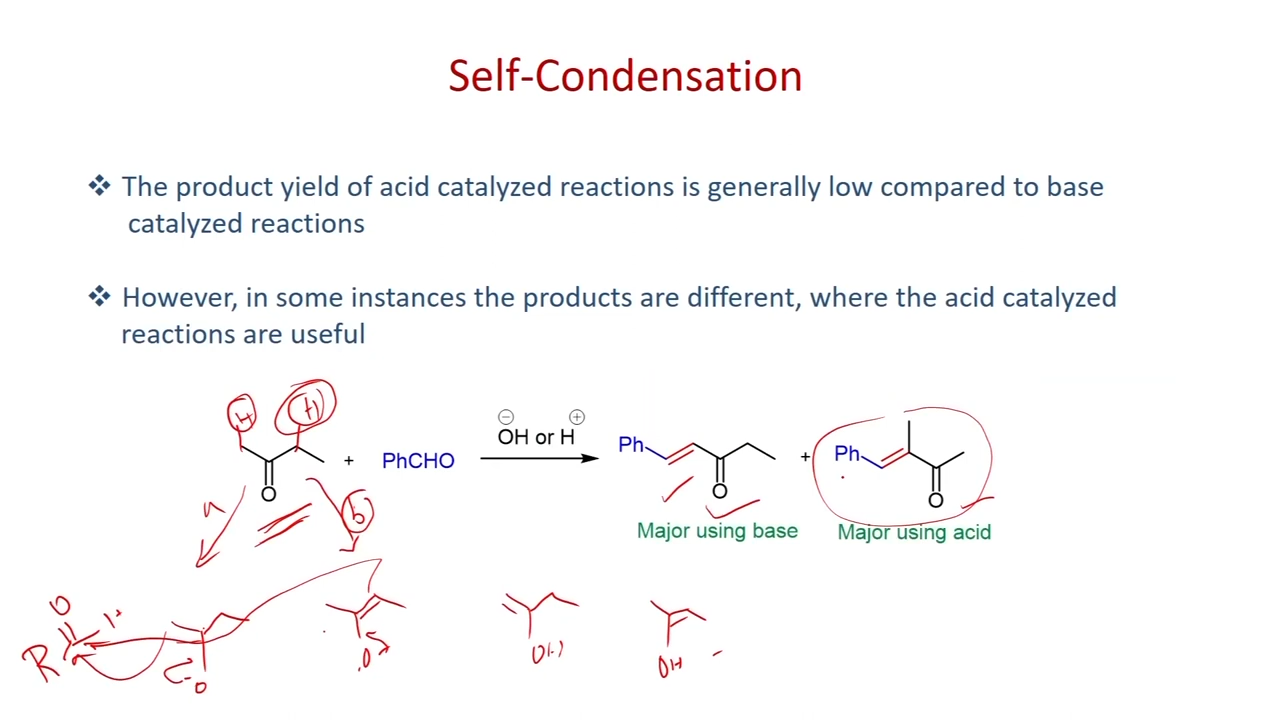 Self-Condensation
❖ The product yield of acid catalyzed reactions is generally low compared to base
catalyzed reactions
❖ However, in some instances the products are different, where the acid catalyzed
reactions are useful
H H
O
+
PhCHO
⊖ ⊕
OH or H
Ph
O
+
Ph
O
Major using base
Major using acid
a
b
O
R
O
O
OH
OH